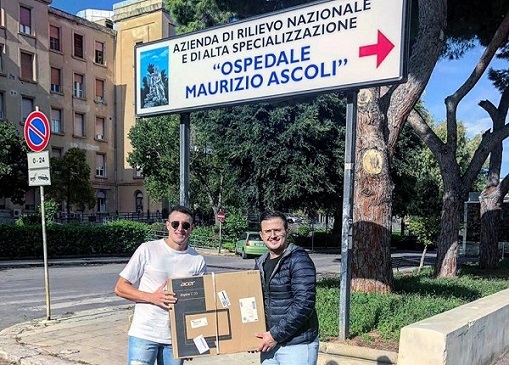 AZIENDA DI RILIEVO NAZIONALE
E DI ALTA SPECIALIZZAZIONE
“OSPEDALE
MAURIZIO ASCOLI”
0-24
acer